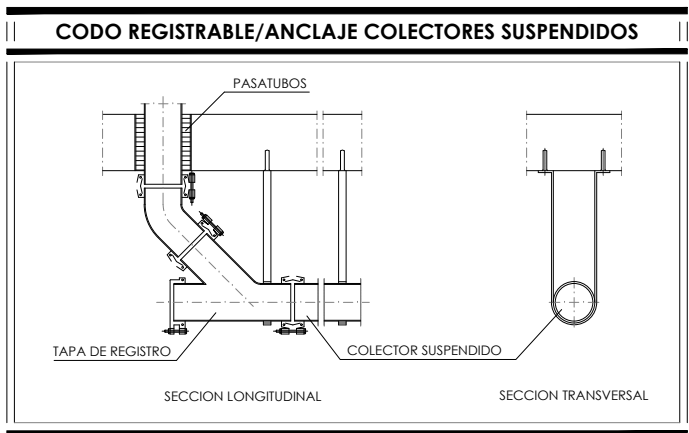 CODO REGISTRABLE/ANCLAJE COLECTORES SUSPENDIDOS
PASATUBOS
TAPA DE REGISTRO
COLECTOR SUSPENDIDO
SECCION LONGITUDINAL
SECCION TRANSVERSAL